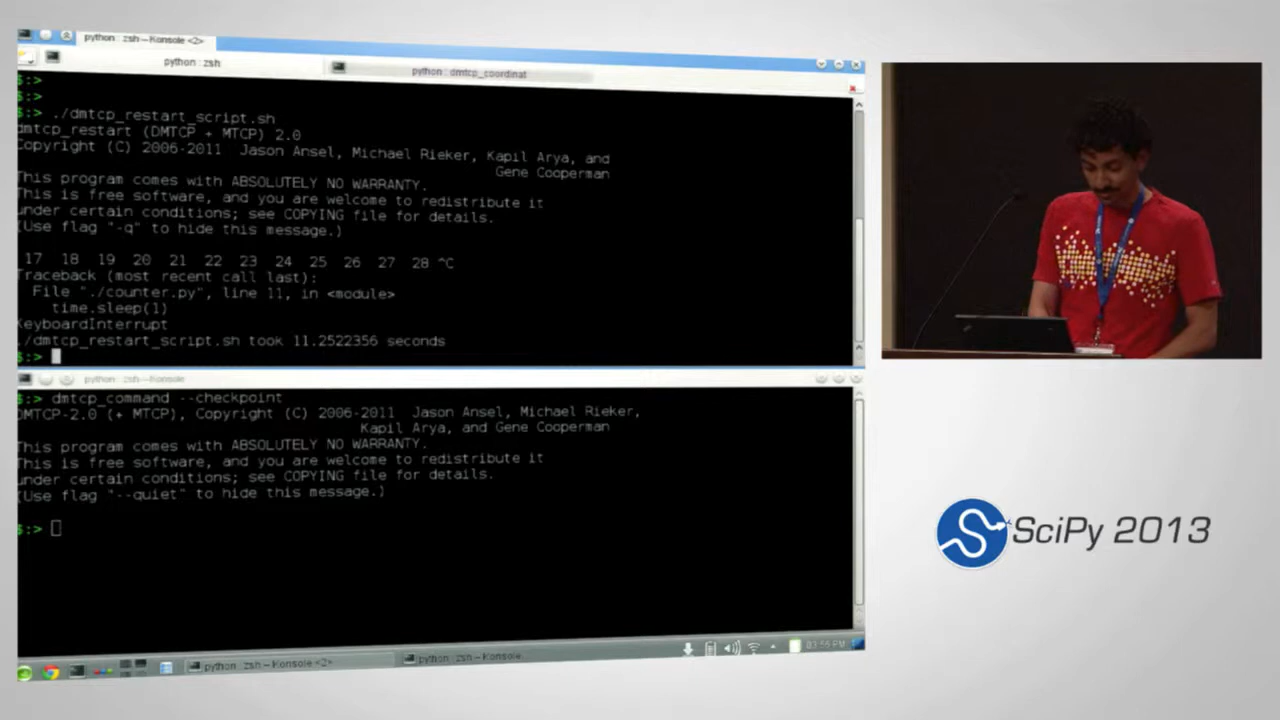 python : zsh – Konsole <2>
python : zsh
python : dmtcp_coordinat
$:>
$:>
$:> ./dmtcp_restart_script.sh
dmtcp_restart (DMTCP + MTCP) 2.0
Copyright (C) 2006-2011  Jason Ansel, Michael Rieker, Kapil Arya, and
Gene Cooperman
This program comes with ABSOLUTELY NO WARRANTY.
This is free software, and you are welcome to redistribute it
under certain conditions; see COPYING file for details.
(Use flag "-q" to hide this message.)
17 18 19 20 21 22 23 24 25 26 27 28 ^C
Traceback (most recent call last):
File "./counter.py", line 11, in <module>
time.sleep(1)
KeyboardInterrupt
./dmtcp_restart_script.sh took 11.2522356 seconds
$:>
python : zsh – Konsole
$:> dmtcp_command --checkpoint
DMTCP-2.0 (+ MTCP), Copyright (C) 2006-2011  Jason Ansel, Michael Rieker,
Kapil Arya, and Gene Cooperman
This program comes with ABSOLUTELY NO WARRANTY.
This is free software, and you are welcome to redistribute it
under certain conditions; see COPYING file for details.
(Use flag "--quiet" to hide this message.)
$:>
python : zsh – Konsole <2>
python : zsh – Konsole
03:55 PM
SciPy 2013